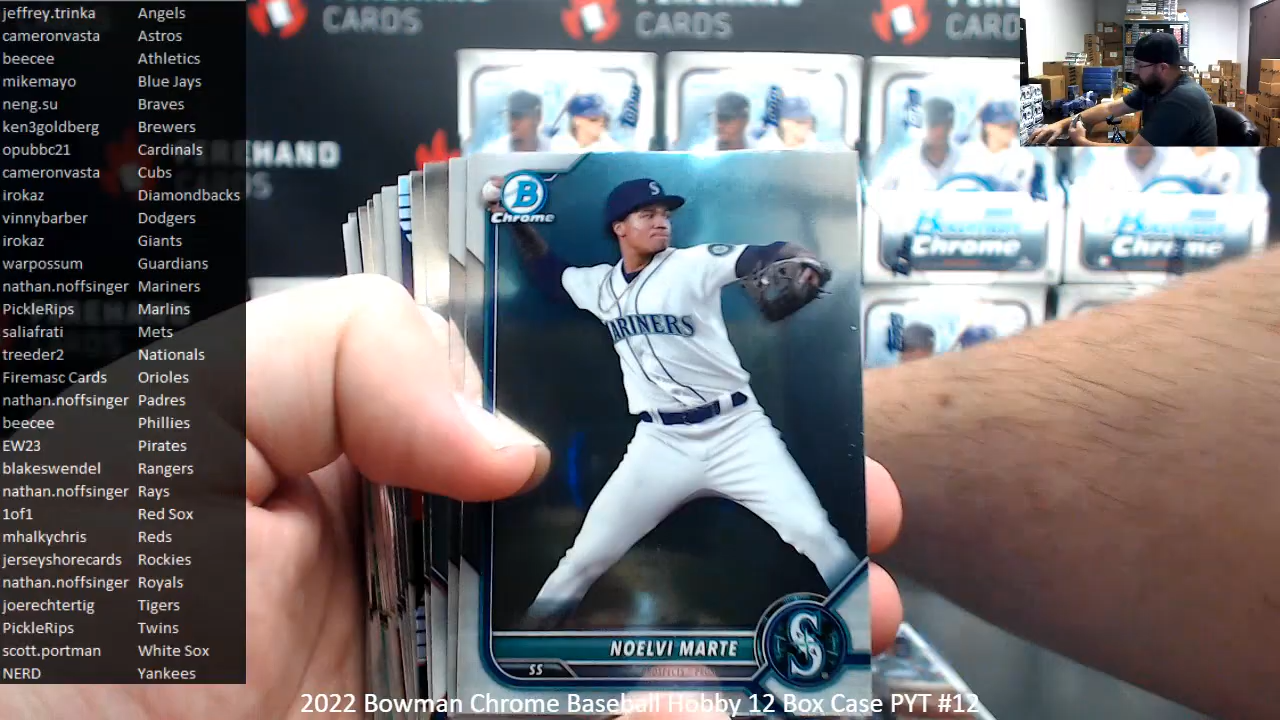 jeffrey.trinka Angels
cameronvasta Astros
beecee Athletics
mikemayo Blue Jays
neng.su Braves
ken3goldberg Brewers
opubbc21 Cardinals
cameronvasta Cubs
irokaz Diamondbacks
vinnybarber Dodgers
irokaz Giants
warpossum Guardians
nathan.noffsinger Mariners
PickleRips Marlins
saliafrati Mets
treeder2 Nationals
Firemasc Cards Orioles
nathan.noffsinger Padres
beecee Phillies
EW23 Pirates
blakeswendel Rangers
nathan.noffsinger Rays
1of1 Red Sox
mhalkychris Reds
jerseyshorecards Rockies
nathan.noffsinger Royals
joerechtertig Tigers
PickleRips Twins
scott.portman White Sox
NERD Yankees
CARDS
CARDS
CARD
B
Chrome
S
MARINERS
NOELVI MARTE
SS
S
Bowman
Chrome
Bowman
Chrome
2022 Bowman Chrome Baseball Hobby 12 Box Case PYT #12